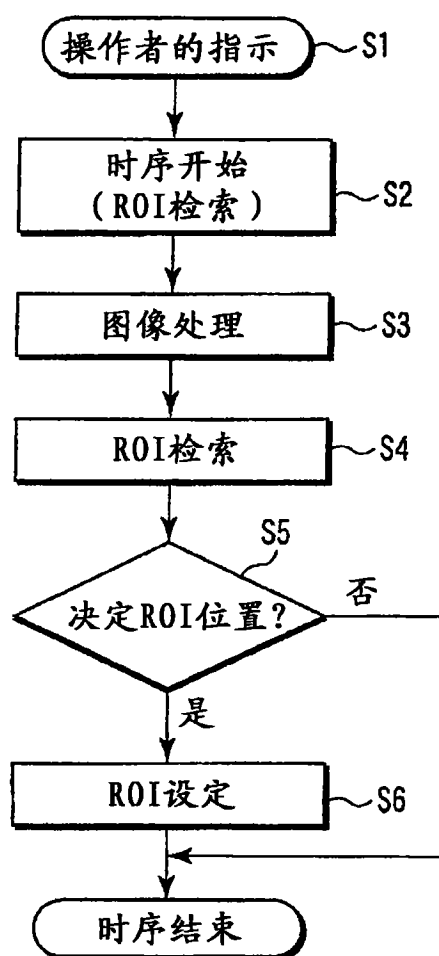 操作者的指示 S1
时序开始
(ROI检索) S2
图像处理 S3
ROI检索 S4
S5
决定ROI位置?
否
是
ROI设定 S6
时序结束